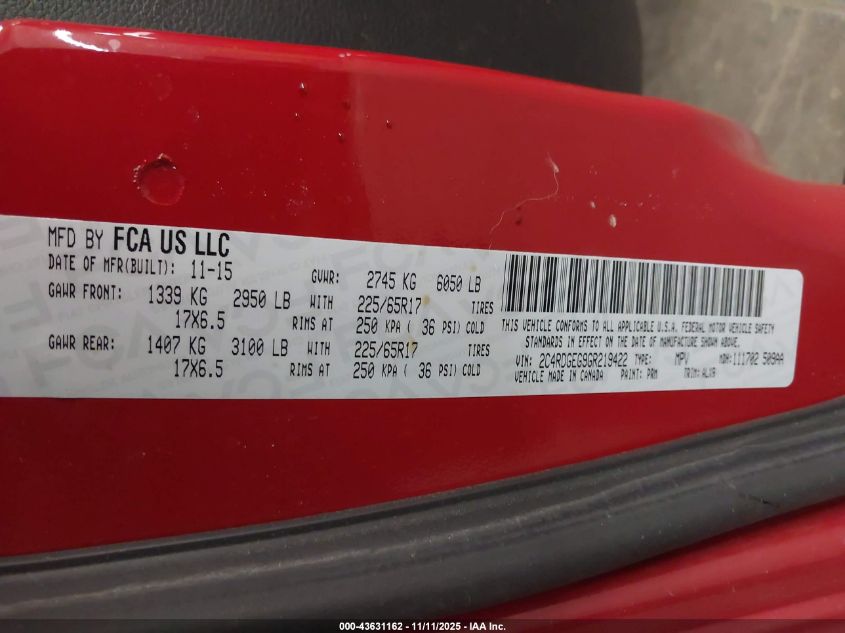 MFD BY FCA US LLC
DATE OF MFR(BUILT): 11-15 GVWR: 2745 KG 6050 LB
GAWR FRONT: 1339 KG 2950 LB WITH 225/65R17 TIRES
17X6.5 RIMS AT 250 KPA ( 36 PSI) COLD
GAWR REAR: 1407 KG 3100 LB WITH 225/65R17 TIRES
17X6.5 RIMS AT 250 KPA ( 36 PSI) COLD
THIS VEHICLE CONFORMS TO ALL APPLICABLE U.S.A. FEDERAL MOTOR VEHICLE SAFETY
STANDARDS IN EFFECT ON THE DATE OF MANUFACTURE SHOWN ABOVE.
VIN: 2C4RDGEG9GR219422 TYPE: MPV MDH:111702 509AA
VEHICLE MADE IN CANADA PAINT: PRM TRIM:
000-43631162 - 11/11/2025 - IAA Inc.